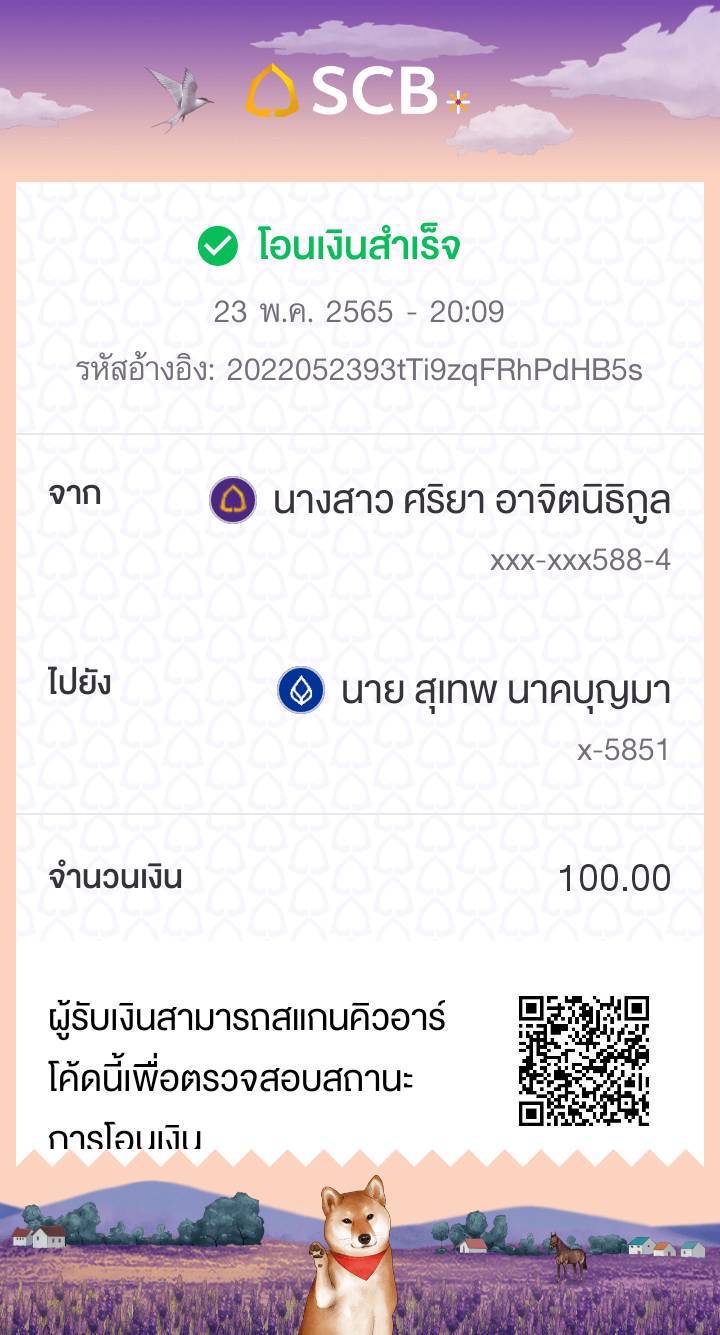 SCB
โอนเงินสำเร็จ
23 พ.ค. 2565 - 20:09
รหัสอ้างอิง: 2022052393tTi9zqFRhPdHB5s
จาก
นางสาว ศริยา อาจิตนิธิกูล
xxx-xxx588-4
ไปยัง
นาย สุเทพ นาคบุญมา
x-5851
จำนวนเงิน
100.00
ผู้รับเงินสามารถสแกนคิวอาร์
โค้ดนี้เพื่อตรวจสอบสถานะ
การโอนเงิน